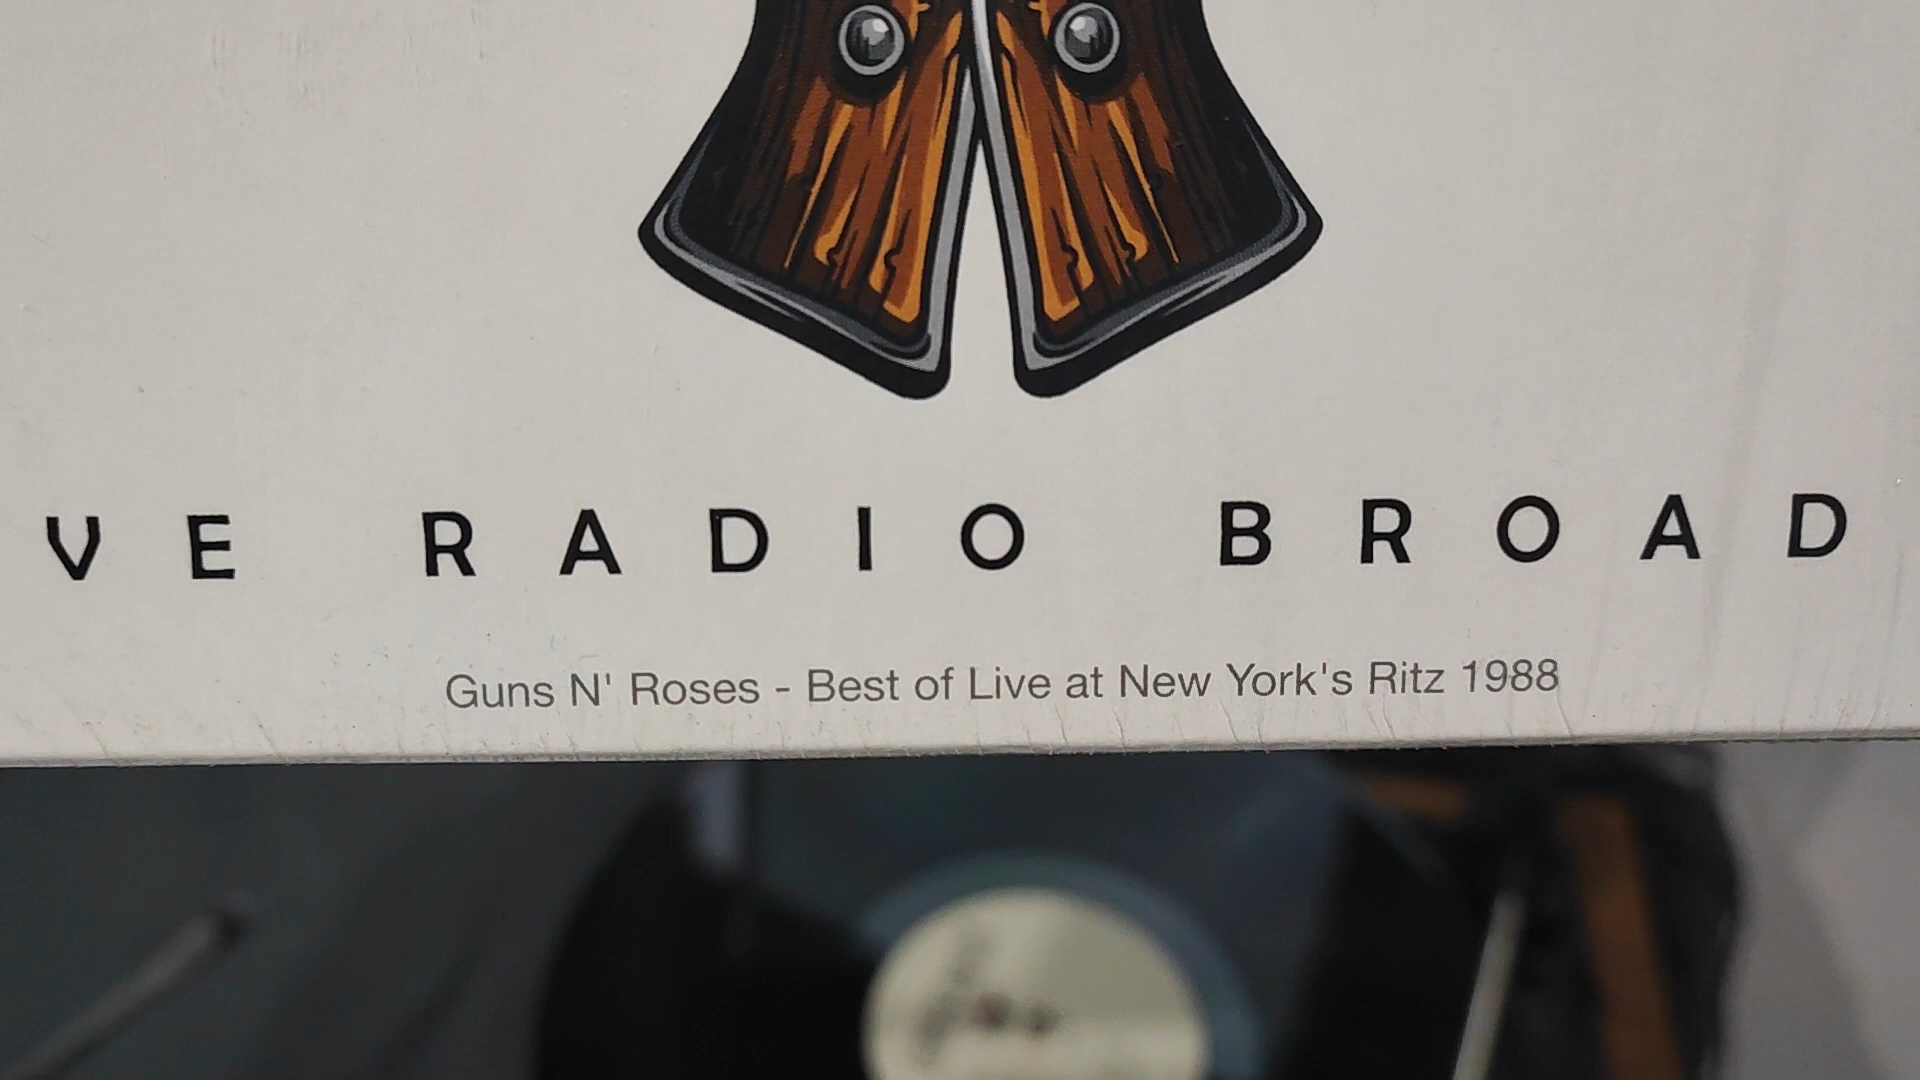 VE RADIO BROAD
Guns N' Roses - Best of Live at New York's Ritz 1988